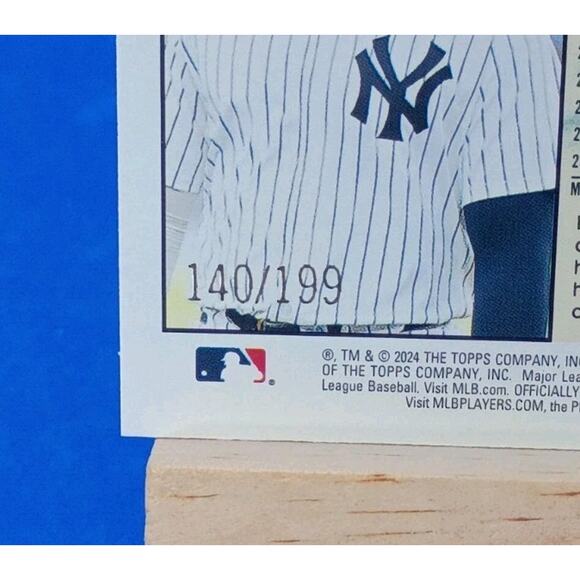 NY
140/199
®, TM & © 2024 THE TOPPS COMPANY, INC
OF THE TOPPS COMPANY, INC. Major Lea
League Baseball. Visit MLB.com. OFFICIALLY
Visit MLBPLAYERS.COM, the P